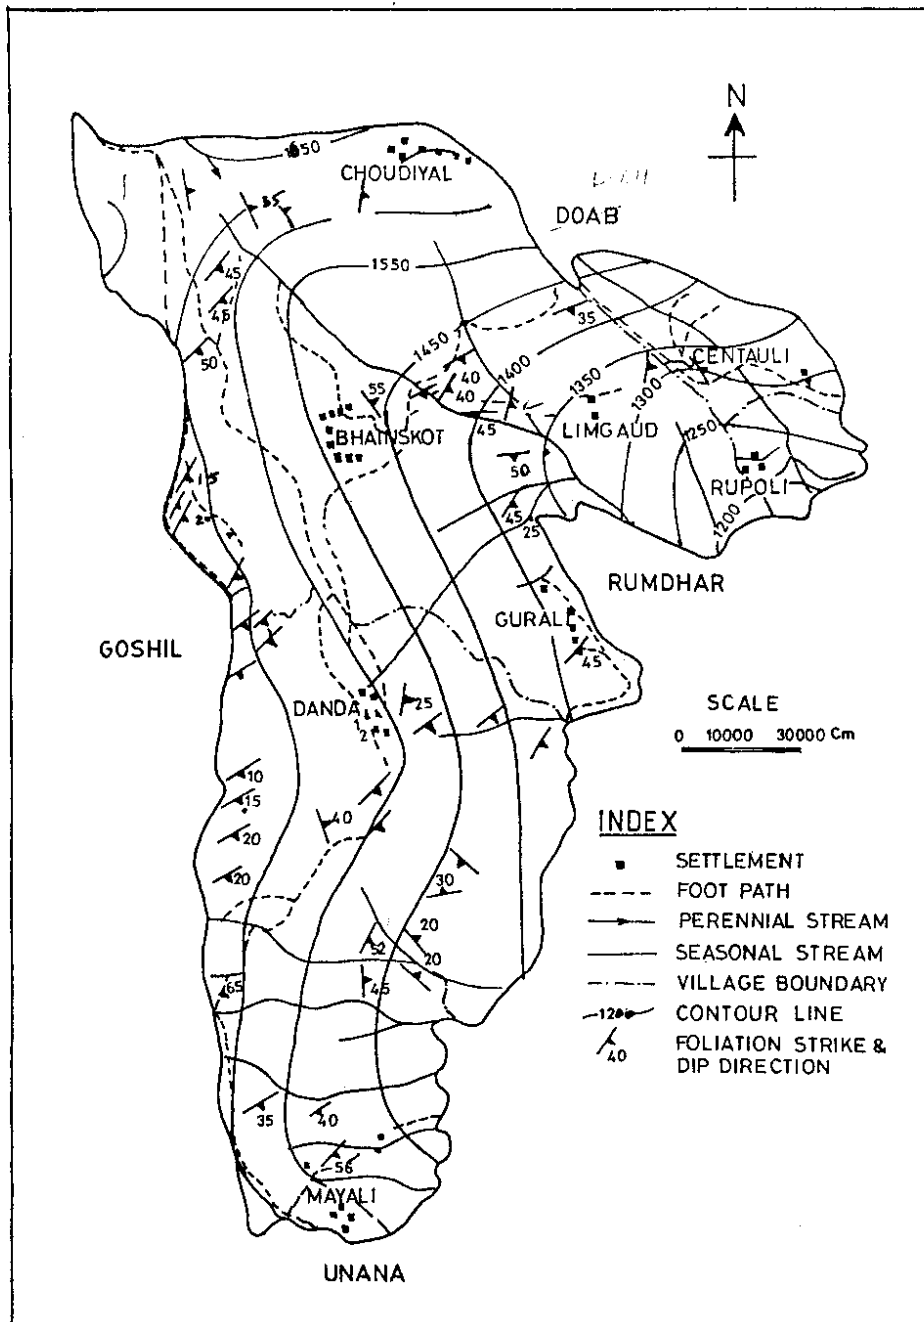 N
1650
CHOUDIYAL
DOAB
35
1550
45
45
35
50
1450
CENTAULI
40
1400
40
1350
55
1300
LIMGAUD
45
BHAINSKOT
1250
50
RUPOLI
15
45
1200
25
RUMDHAR
GURALI
GOSHIL
45
DANDA
25
SCALE
0 10000 30000 Cm
10
15
40
20
INDEX
SETTLEMENT
20
30
FOOT PATH
20
PERENNIAL STREAM
52
20
SEASONAL STREAM
65
45
VILLAGE BOUNDARY
CONTOUR LINE
FOLIATION STRIKE &
40 DIP DIRECTION
35
40
56
MAYALI
UNANA